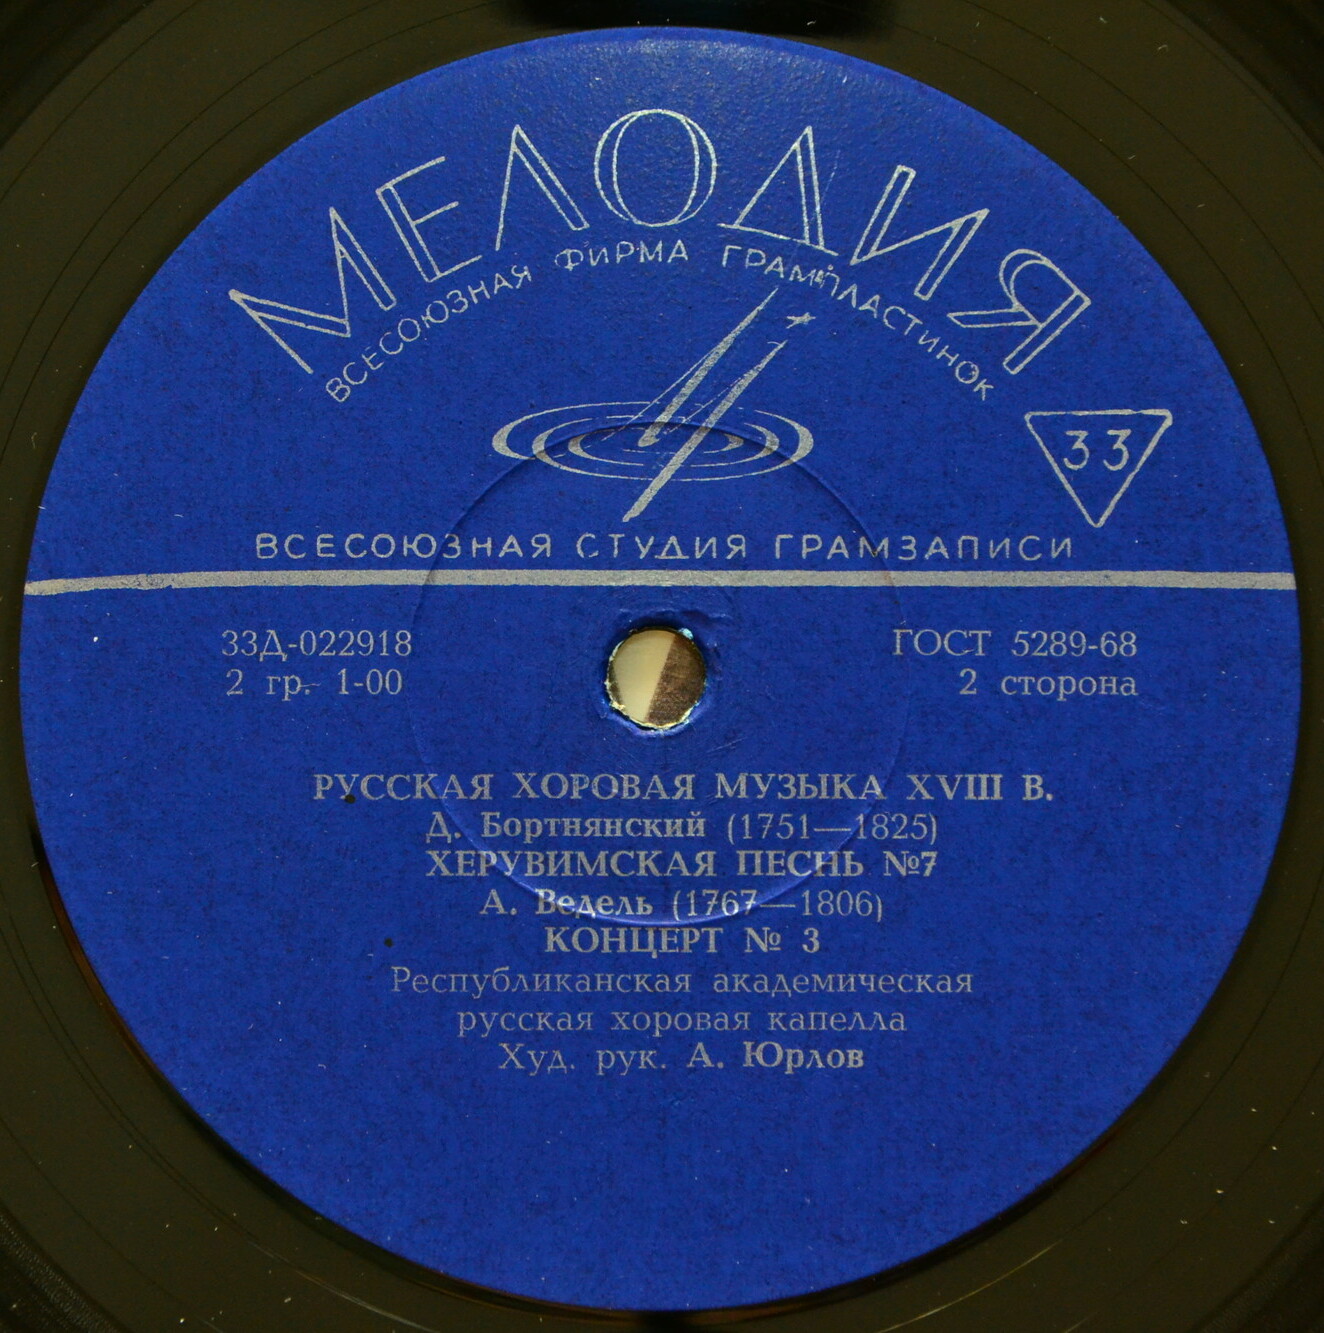 МЕЛОДИЯ
ВСЕСОЮЗНАЯ ФИРМА ГРАМПЛАСТИНОК
33
ВСЕСОЮЗНАЯ СТУДИЯ ГРАМЗАПИСИ
33Д-022918
2 гр. 1-00
ГОСТ 5289-68
2 сторона
РУССКАЯ ХОРОВАЯ МУЗЫКА XVIII В.
Д. Бортнянский (1751—1825)
ХЕРУВИМСКАЯ ПЕСНЬ №7
А. Ведель (1767—1806)
КОНЦЕРТ № 3
Республиканская академическая
русская хоровая капелла
Худ. рук. А. Юрлов